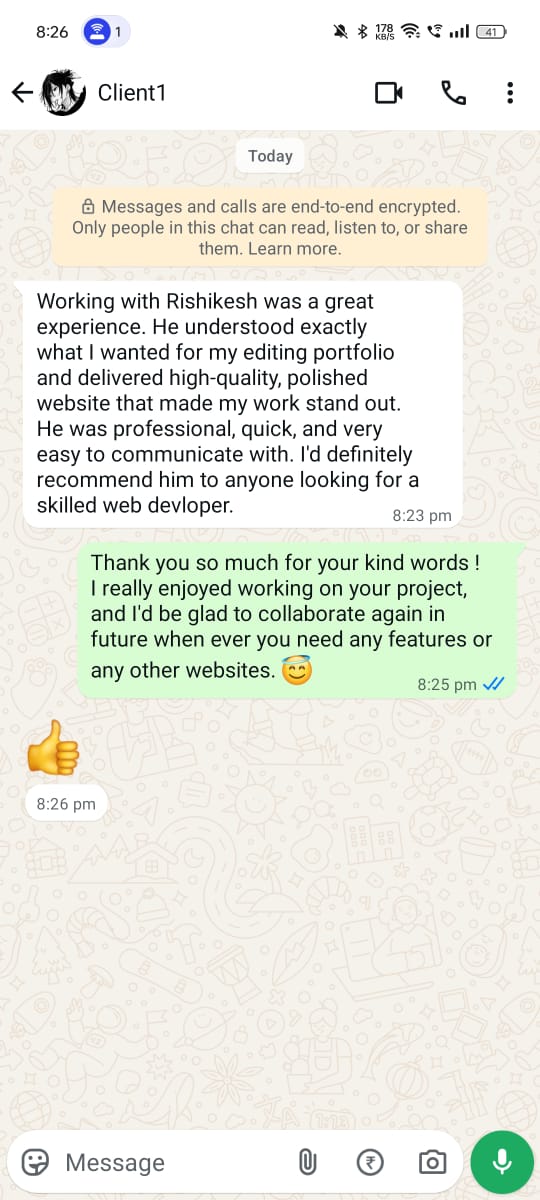 8:26
1
178
KB/S
41
Client1
Today
Messages and calls are end-to-end encrypted.
Only people in this chat can read, listen to, or share
them. Learn more.
Working with Rishikesh was a great
experience. He understood exactly
what I wanted for my editing portfolio
and delivered high-quality, polished
website that made my work stand out.
He was professional, quick, and very
easy to communicate with. I'd definitely
recommend him to anyone looking for a
skilled web devloper.
8:23 pm
Thank you so much for your kind words !
I really enjoyed working on your project,
and I'd be glad to collaborate again in
future when ever you need any features or
any other websites. 😇
8:25 pm
👍
8:26 pm
Message
₹